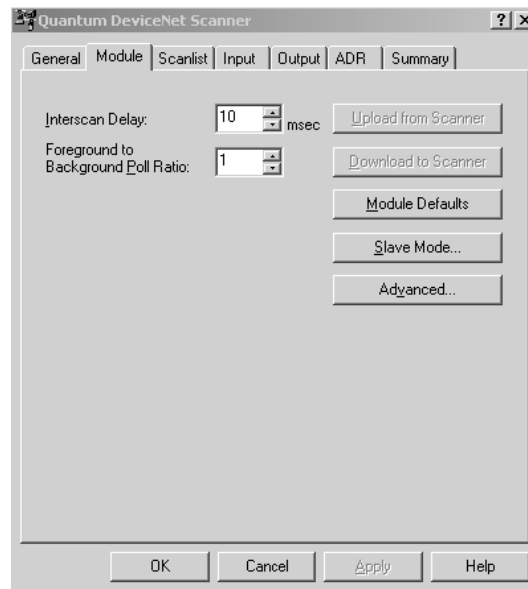 Quantum DeviceNet Scanner
General Module Scanlist Input Output ADR Summary
Interscan Delay: 10 msec Upload from Scanner
Foreground to
Background Poll Ratio: 1 Download to Scanner
Module Defaults
Slave Mode...
Advanced...
OK Cancel Apply Help